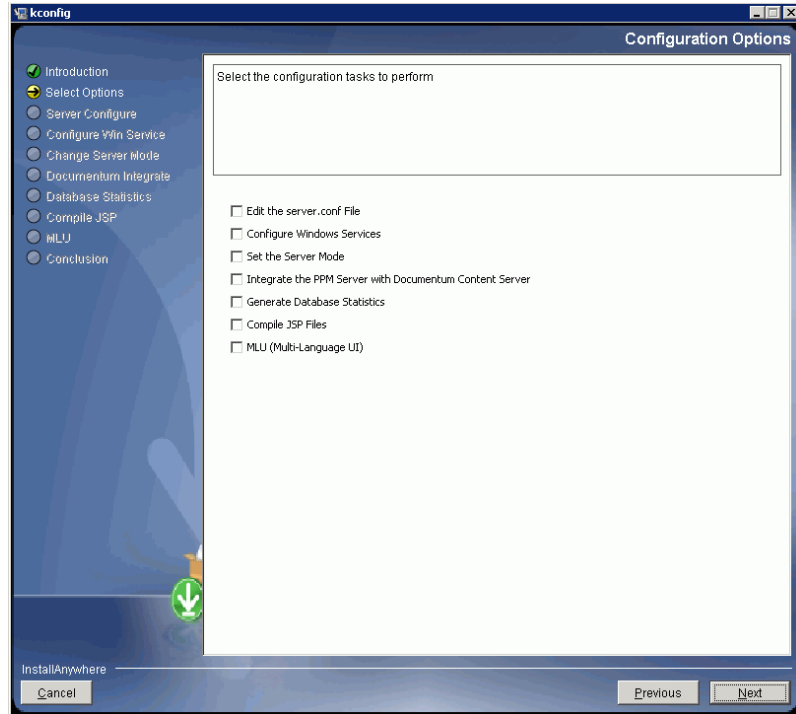 kconfig
Configuration Options
Introduction
Select Options
Server Configure
Configure Win Service
Change Server Mode
Documentum Integrate
Database Statistics
Compile JSP
MLU
Conclusion
Select the configuration tasks to perform
Edit the server.conf File
Configure Windows Services
Set the Server Mode
Integrate the PPM Server with Documentum Content Server
Generate Database Statistics
Compile JSP Files
MLU (Multi-Language UI)
InstallAnywhere
Cancel
Previous
Next